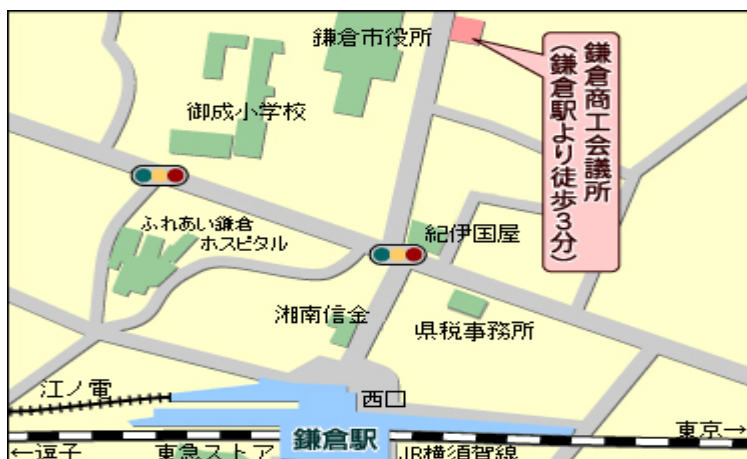 鎌倉市役所
鎌倉商工会議所
(鎌倉駅より徒歩3分)
御成小学校
ふれあい鎌倉
ホスピタル
紀伊国屋
湘南信金
県税事務所
江ノ電
西口
東京→
鎌倉駅
←逗子
東急ストア
JR横須賀線